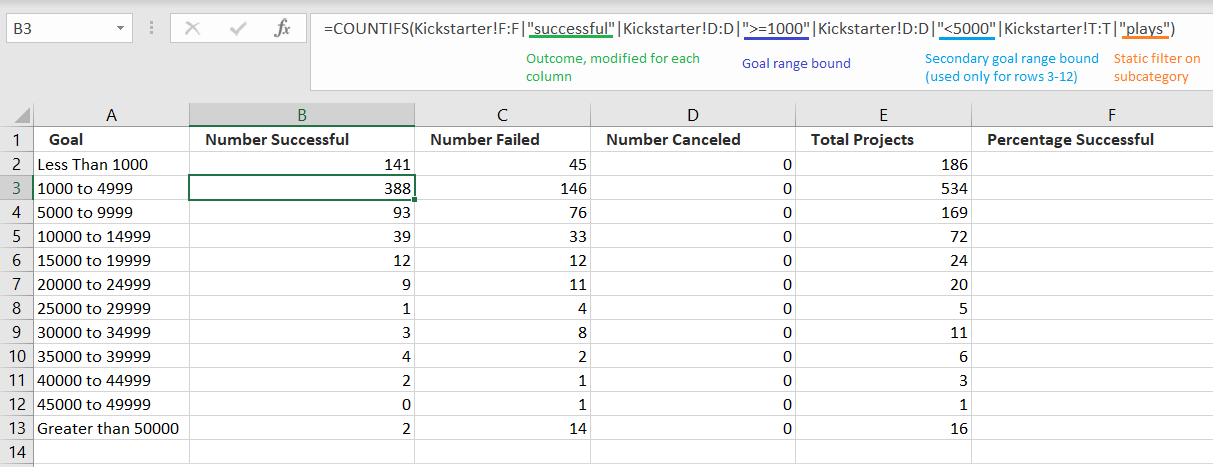 B3 fx =COUNTIFS(Kickstarter!F:F|"successful"|Kickstarter!D:D|">=1000"|Kickstarter!D:D|"<5000"|Kickstarter!T:T|"plays")
Outcome, modified for each column
Goal range bound
Secondary goal range bound (used only for rows 3-12)
Static filter on subcategory
A B C D E F
1 Goal Number Successful Number Failed Number Canceled Total Projects Percentage Successful
2 Less Than 1000 141 45 0 186
3 1000 to 4999 388 146 0 534
4 5000 to 9999 93 76 0 169
5 10000 to 14999 39 33 0 72
6 15000 to 19999 12 12 0 24
7 20000 to 24999 9 11 0 20
8 25000 to 29999 1 4 0 5
9 30000 to 34999 3 8 0 11
10 35000 to 39999 4 2 0 6
11 40000 to 44999 2 1 0 3
12 45000 to 49999 0 1 0 1
13 Greater than 50000 2 14 0 16
14